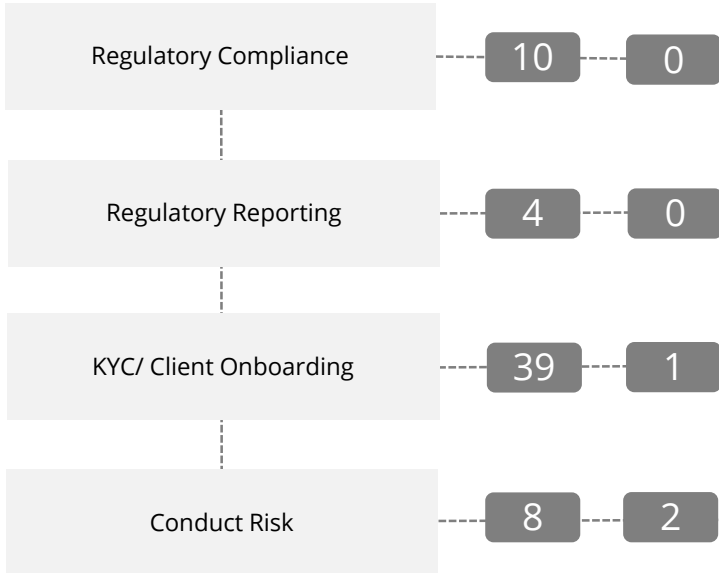 Regulatory Compliance 10 0
Regulatory Reporting 4 0
KYC/ Client Onboarding 39 1
Conduct Risk 8 2